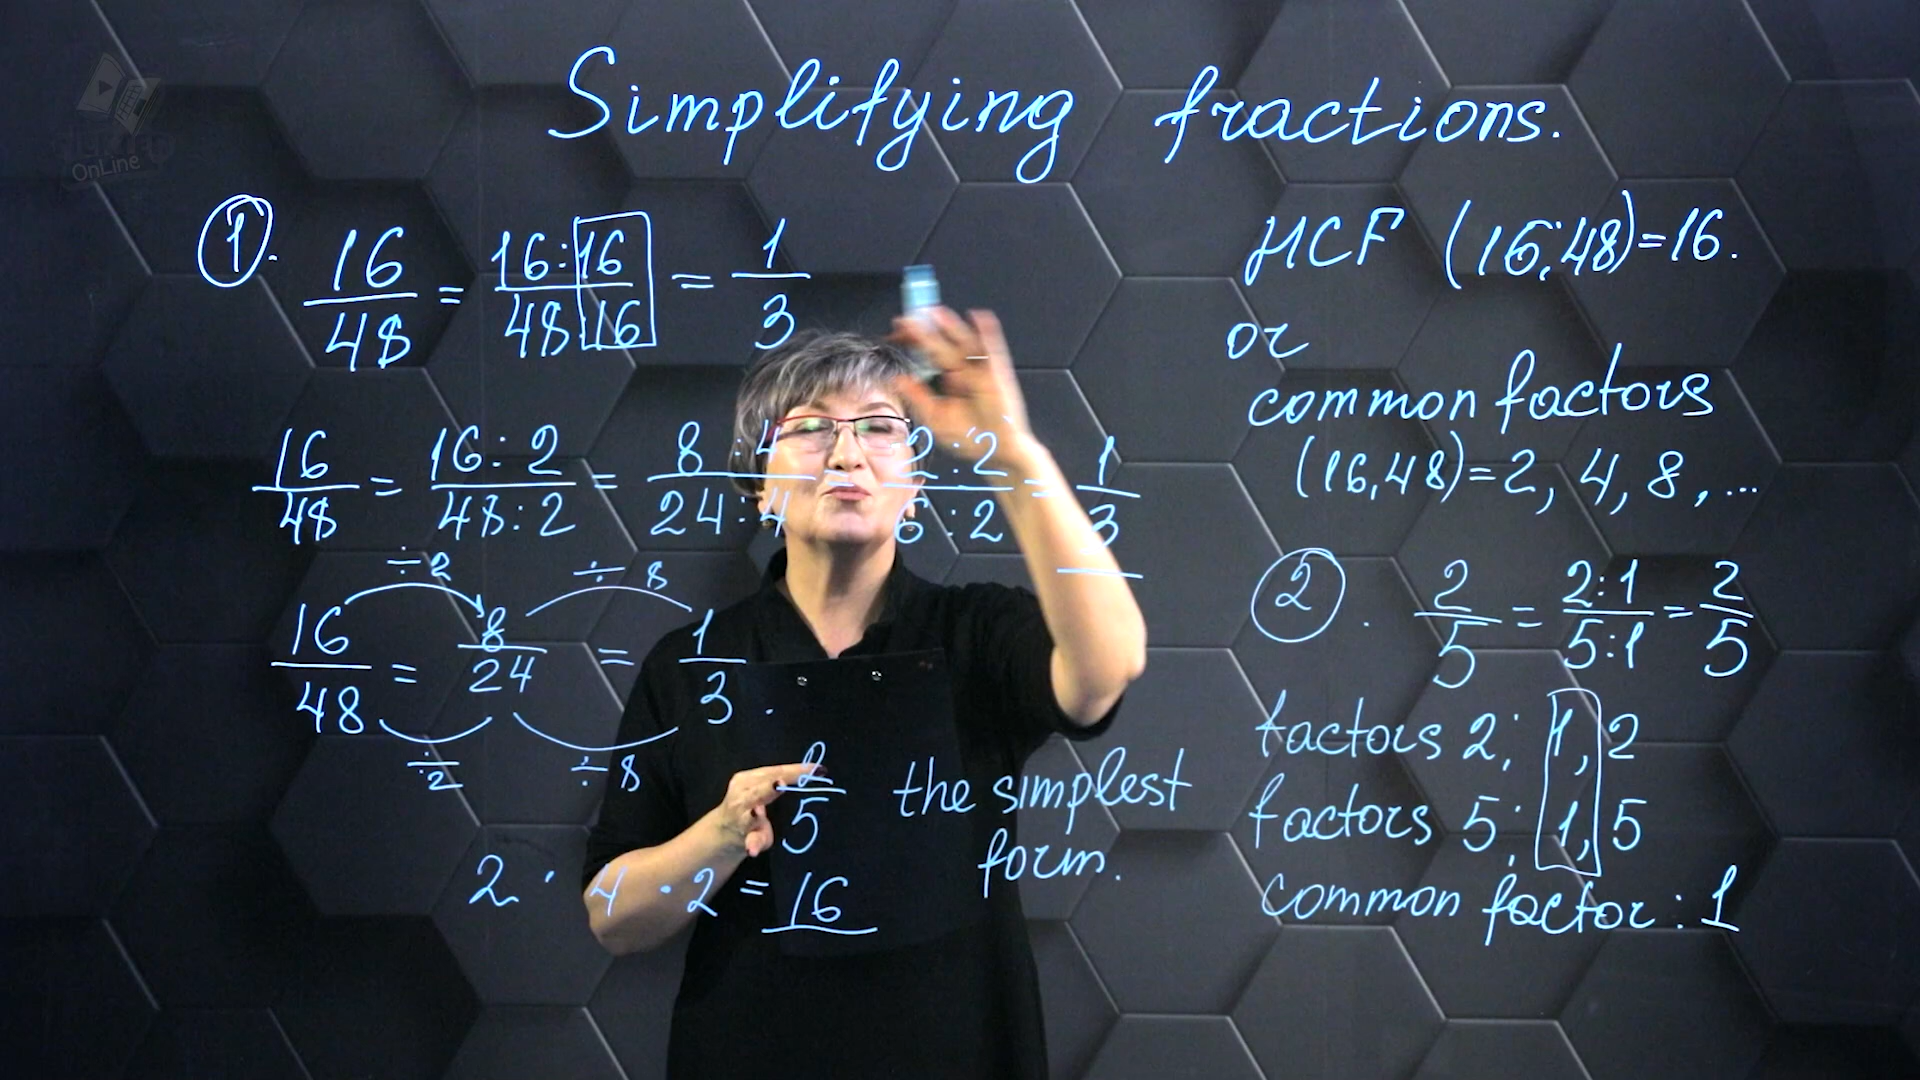 Simplifying fractions.
1. 16/48 = 16:16/48:16 = 1/3
16/48 = 16:2/48:2 = 8:4/24:4 = 2:2/6:2 = 1/3
÷2 ÷8
16/48 = 8/24 = 1/3.
÷2 ÷8
2/5 the simplest
form.
2 · 4 · 2 = 16
HCF (16;48)=16.
or
common factors
(16,48)=2, 4, 8, ...
2. 2/5 = 2:1/5:1 = 2/5
factors 2; 1, 2
factors 5; 1, 5
common factor: 1
OnLine